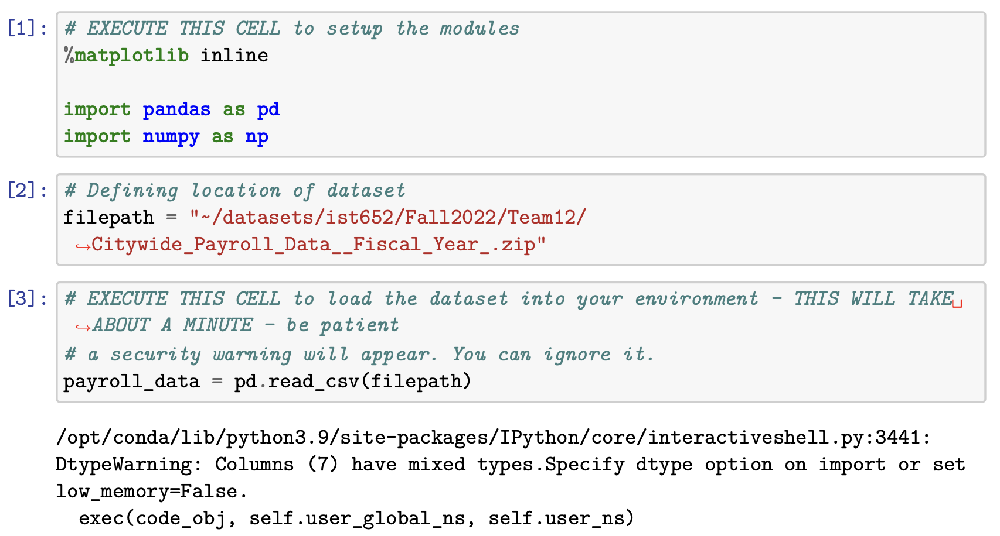 [1]: # EXECUTE THIS CELL to setup the modules
%matplotlib inline
import pandas as pd
import numpy as np
[2]: # Defining location of dataset
filepath = "~/datasets/ist652/Fall2022/Team12/
↪Citywide_Payroll_Data__Fiscal_Year_.zip"
[3]: # EXECUTE THIS CELL to load the dataset into your environment - THIS WILL TAKE␣
↪ABOUT A MINUTE - be patient
# a security warning will appear. You can ignore it.
payroll_data = pd.read_csv(filepath)
/opt/conda/lib/python3.9/site-packages/IPython/core/interactiveshell.py:3441:
DtypeWarning: Columns (7) have mixed types.Specify dtype option on import or set
low_memory=False.
exec(code_obj, self.user_global_ns, self.user_ns)